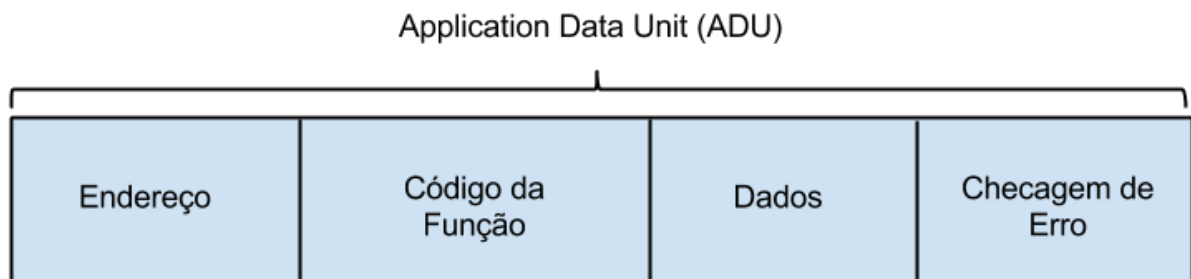 Application Data Unit (ADU)
Endereço
Código da
Função
Dados
Checagem de
Erro